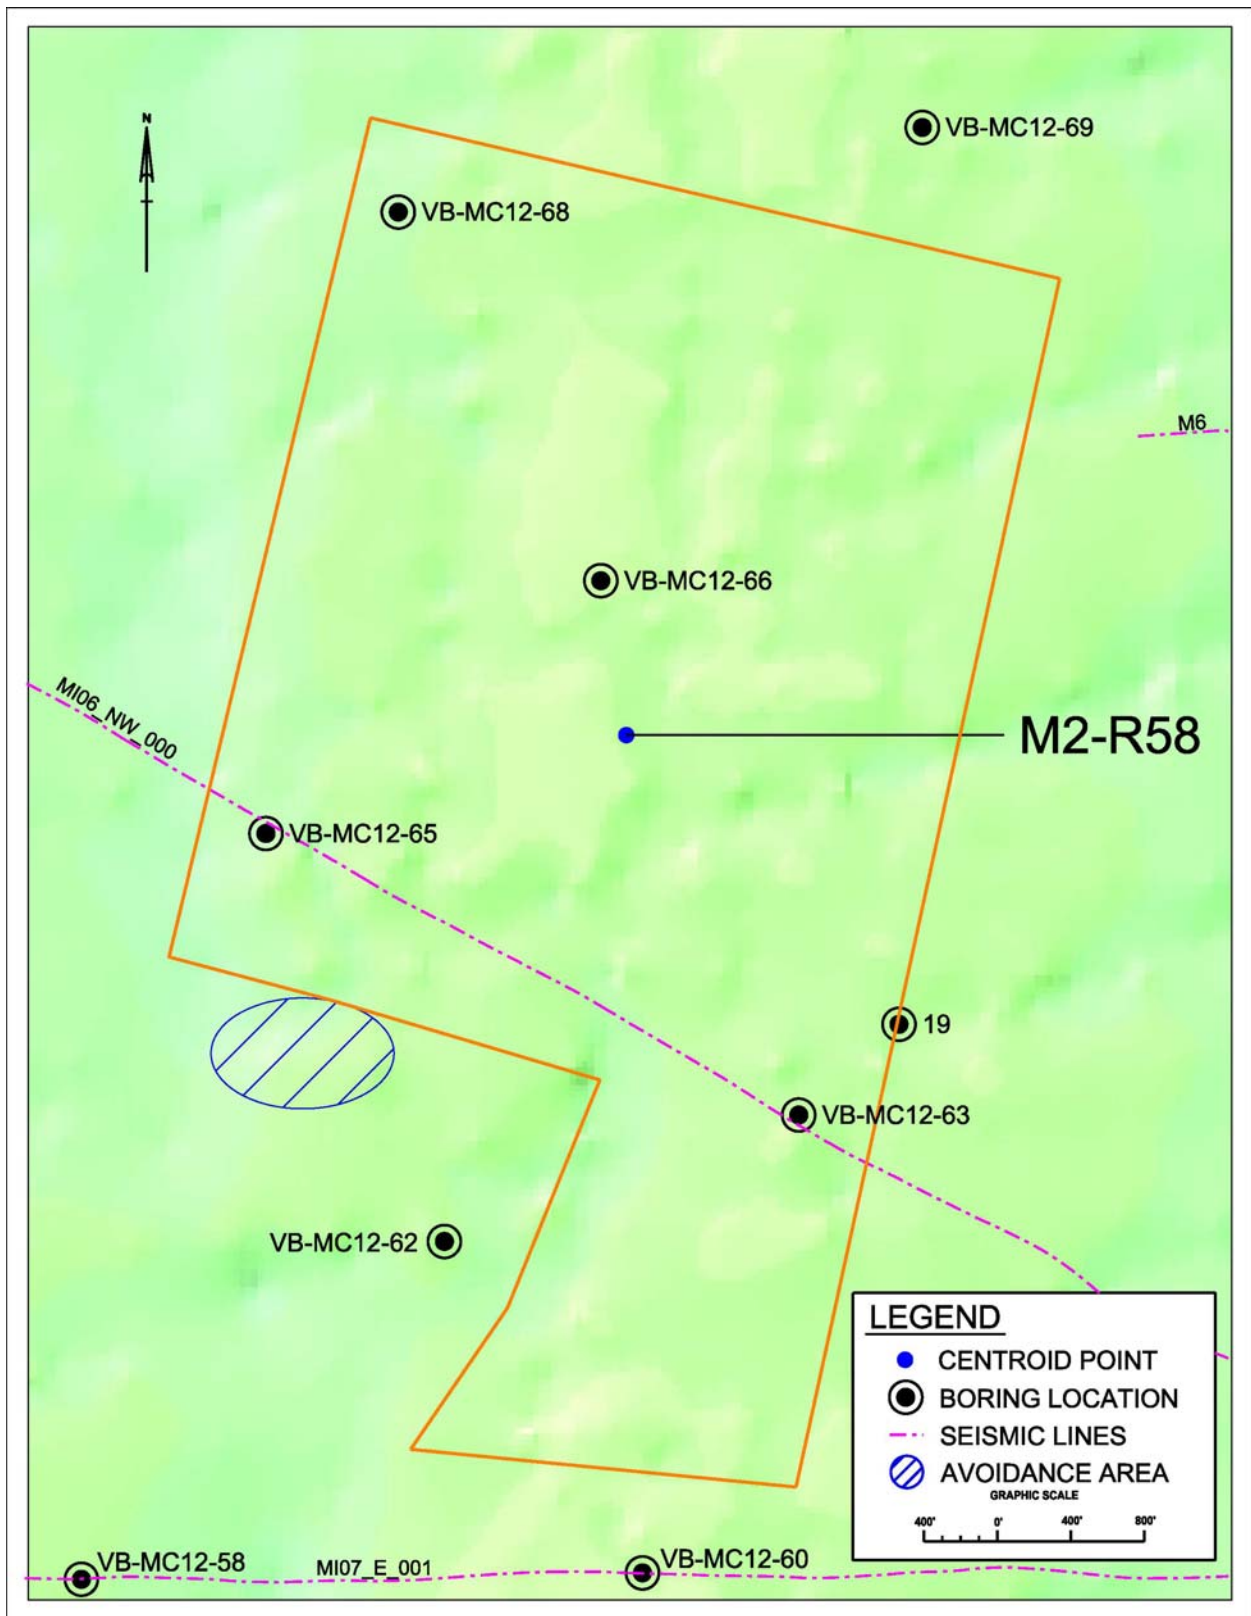 N
VB-MC12-69
VB-MC12-68
M6
VB-MC12-66
MI06_NW_000
M2-R58
VB-MC12-65
19
VB-MC12-63
VB-MC12-62
LEGEND
CENTROID POINT
BORING LOCATION
SEISMIC LINES
AVOIDANCE AREA
GRAPHIC SCALE
400' 0' 400' 800'
VB-MC12-58
MI07_E_001
VB-MC12-60